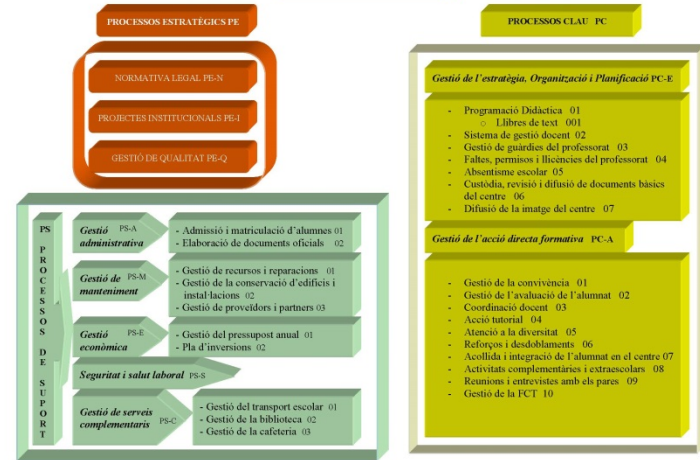 PROCESSOS ESTRATÈGICS PE
NORMATIVA LEGAL PE-N
PROJECTES INSTITUCIONALS PE-I
GESTIÓ DE QUALITAT PE-Q
PS PROCESSOS DE SUPORT
Gestió administrativa PS-A
- Admissió i matriculació d'alumnes 01
- Elaboració de documents oficials 02
Gestió de manteniment PS-M
- Gestió de recursos i reparacions 01
- Gestió de la conservació d'edificis i
instal·lacions 02
- Gestió de proveïdors i partners 03
Gestió econòmica PS-E
- Gestió del pressupost anual 01
- Pla d'inversions 02
Seguritat i salut laboral PS-S
Gestió de serveis complementaris PS-C
- Gestió del transport escolar 01
- Gestió de la biblioteca 02
- Gestió de la cafeteria 03
PROCESSOS CLAU PC
Gestió de l'estratègia, Organització i Planificació PC-E
- Programació Didàctica 01
o Llibres de text 001
- Sistema de gestió docent 02
- Gestió de guàrdies del professorat 03
- Faltes, permisos i llicències del professorat 04
- Absentisme escolar 05
- Custòdia, revisió i difusió de documents bàsics
del centre 06
- Difusió de la imatge del centre 07
Gestió de l'acció directa formativa PC-A
- Gestió de la convivència 01
- Gestió de l'avaluació de l'alumnat 02
- Coordinació docent 03
- Acció tutorial 04
- Atenció a la diversitat 05
- Reforços i desdoblaments 06
- Acollida i integració de l'alumnat en el centre 07
- Activitats complementàries i extraescolars 08
- Reunions i entrevistes amb els pares 09
- Gestió de la FCT 10